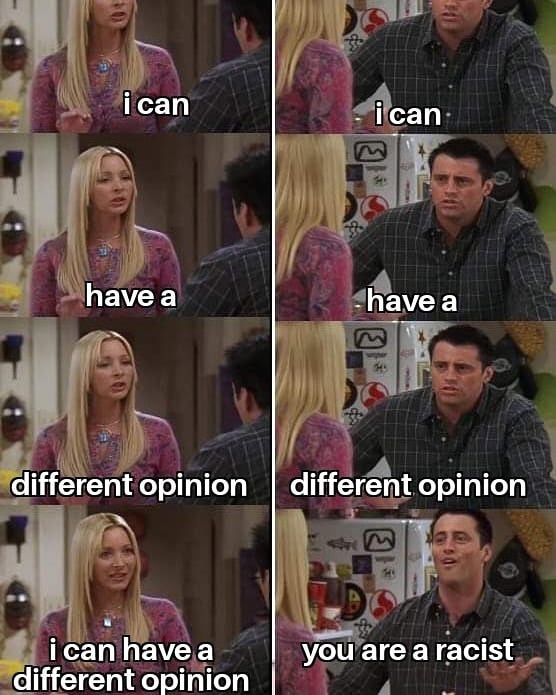 i can
i can
have a
have a
different opinion
different opinion
i can have a
different opinion
you are a racist